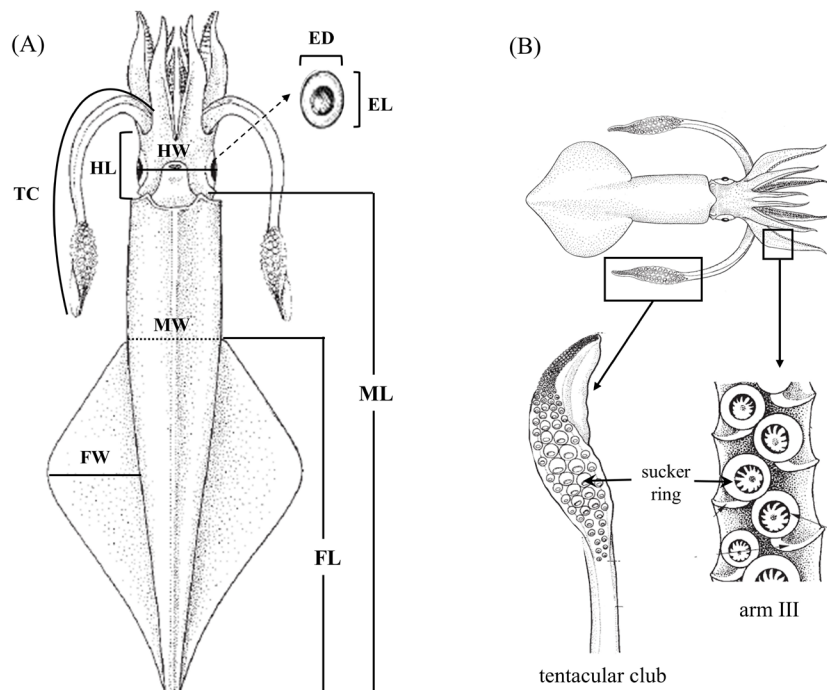 (A)
ED
EL
HW
HL
TC
MW
ML
FW
FL
(B)
sucker
ring
arm III
tentacular club